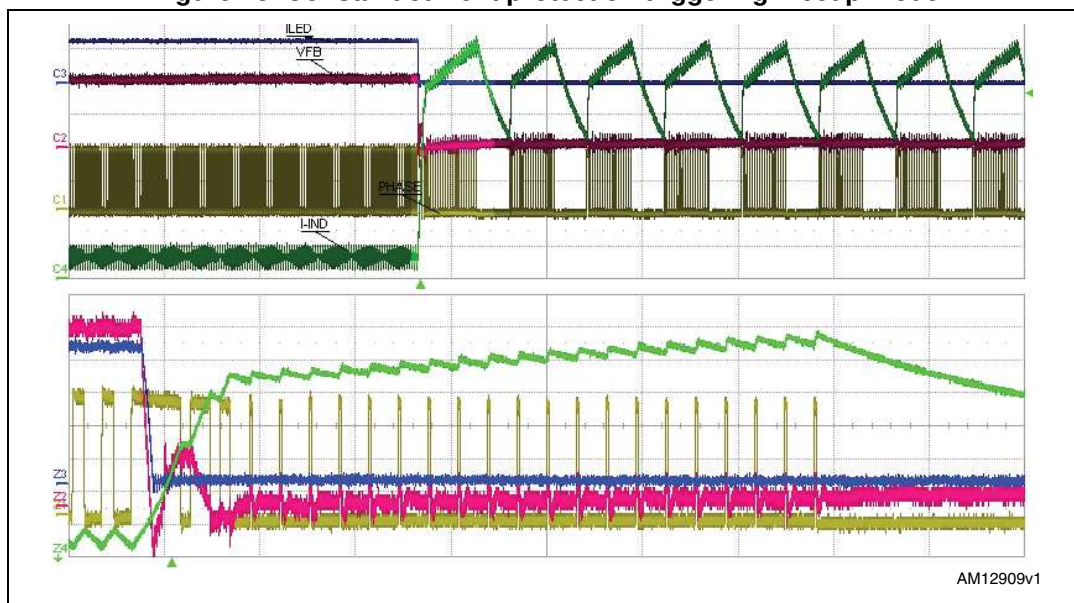 ILED
VFB
C3
C2
PHASE
C1
I-IND
C4
Z3
Z4
AM12909v1